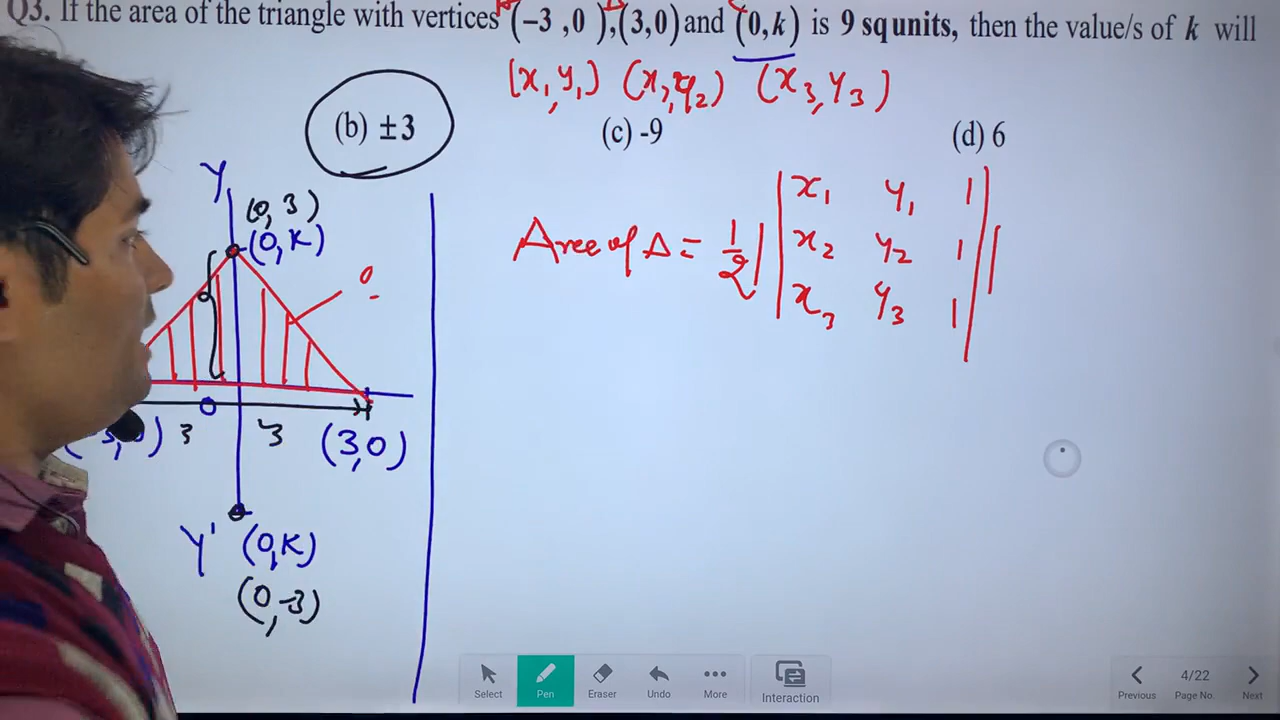 Q3. If the area of the triangle with vertices (-3 ,0 ),(3,0) and (0,k) is 9 sq units, then the value/s of k will
(x₁, y₁) (x₂, y₂) (x₃, y₃)
(b) ±3 (c) -9 (d) 6
Y
(0, 3)
(0, K)
Area of Δ = 1/2 | | x₁ y₁ 1 |
| x₂ y₂ 1 |
| x₃ y₃ 1 | |
0
3 3 (3,0)
Y' (0,K)
(0,-3)
Select Pen Eraser Undo More Interaction
Previous 4/22 Page No. Next